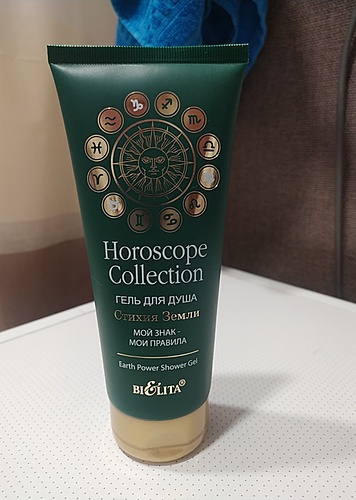 Horoscope
Collection
ГЕЛЬ ДЛЯ ДУША
Стихия Земли
МОЙ ЗНАК -
МОИ ПРАВИЛА
Earth Power Shower Gel
BIELITA®